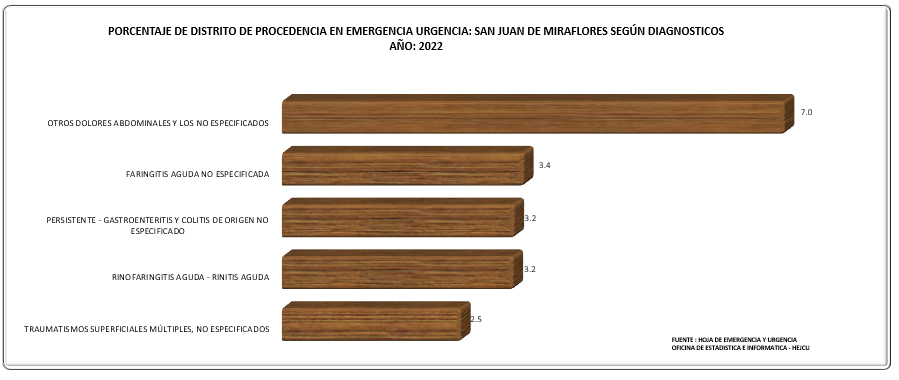 PORCENTAJE DE DISTRITO DE PROCEDENCIA EN EMERGENCIA URGENCIA: SAN JUAN DE MIRAFLORES SEGÚN DIAGNOSTICOS
AÑO: 2022
OTROS DOLORES ABDOMINALES Y LOS NO ESPECIFICADOS
7.0
FARINGITIS AGUDA NO ESPECIFICADA
3.4
PERSISTENTE - GASTROENTERITIS Y COLITIS DE ORIGEN NO
ESPECIFICADO
3.2
RINOFARINGITIS AGUDA - RINITIS AGUDA
3.2
TRAUMATISMOS SUPERFICIALES MÚLTIPLES, NO ESPECIFICADOS
2.5
FUENTE : HOJA DE EMERGENCIA Y URGENCIA
OFICINA DE ESTADISTICA E INFORMATICA - HEJCU